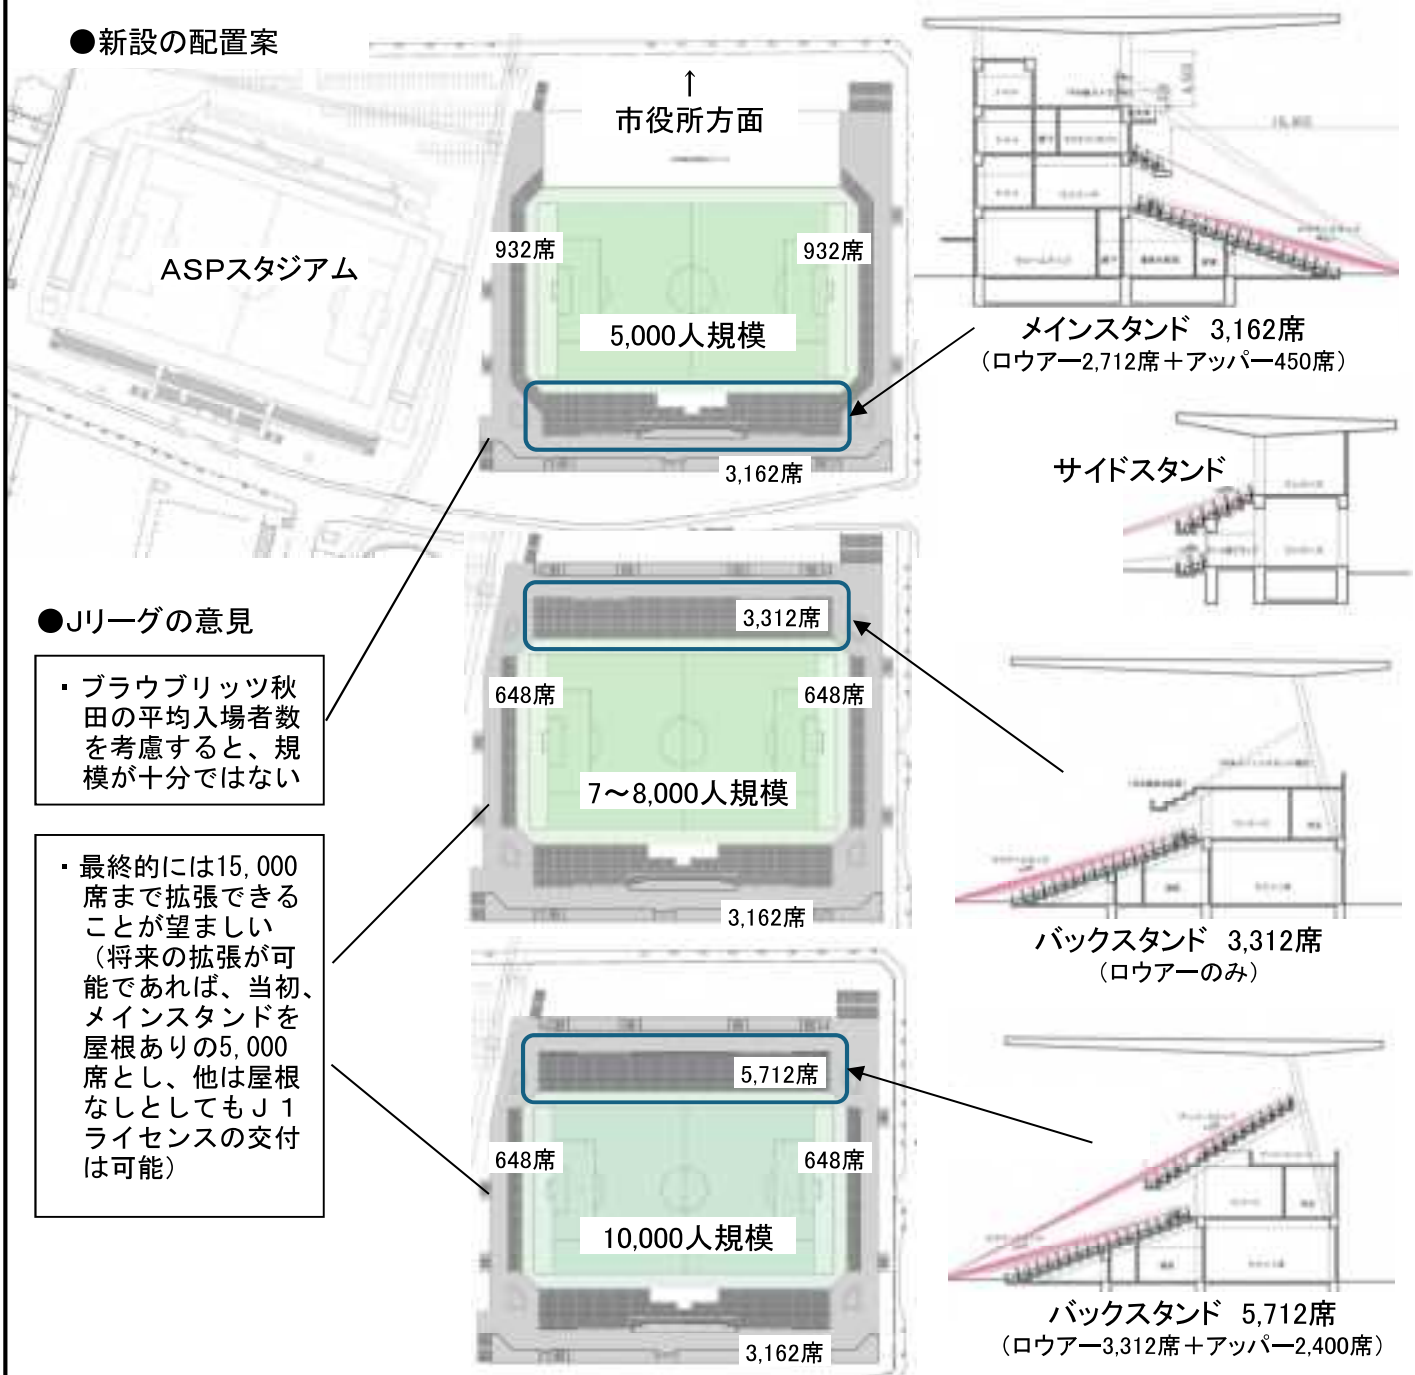 ●新設の配置案
↑
市役所方面
ASPスタジアム
932席
932席
5,000人規模
3,162席
メインスタンド 3,162席
（ロウアー2,712席＋アッパー450席）
サイドスタンド
●Jリーグの意見
・ブラウブリッツ秋
田の平均入場者数
を考慮すると、規
模が十分ではない
・最終的には15,000
席まで拡張できる
ことが望ましい
（将来の拡張が可
能であれば、当初、
メインスタンドを
屋根ありの5,000
席とし、他は屋根
なしとしてもＪ１
ライセンスの交付
は可能）
3,312席
648席
648席
7～8,000人規模
3,162席
バックスタンド 3,312席
（ロウアーのみ）
5,712席
648席
648席
10,000人規模
3,162席
バックスタンド 5,712席
（ロウアー3,312席＋アッパー2,400席）